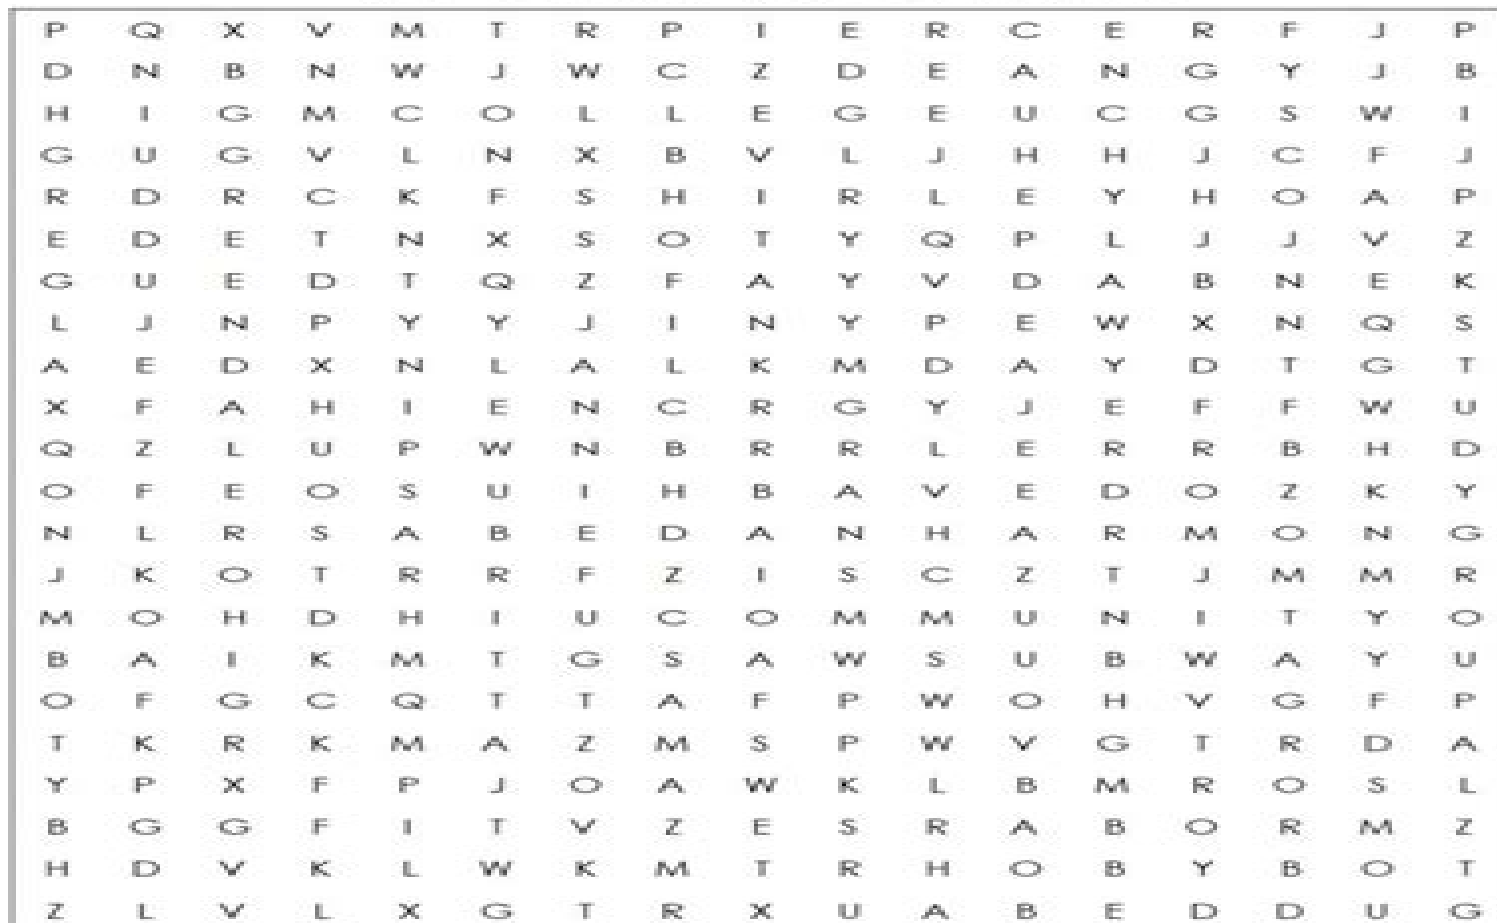 P Q X V M T R P I E R C E R F J P
D N B N W J W C Z D E A N G Y J B
H I G M C O L L E G E U C G S W I
G U G V L N X B V L J H H J C F J
R D R C K F S H I R L E Y H O A P
E D E T N X S O T Y Q P L J J V Z
G U E D T Q Z F A Y V D A B N E K
L J N P Y Y J I N Y P E W X N Q S
A E D X N L A L K M D A Y D T G T
X F A H I E N C R G Y J E F F W U
Q Z L U P W N B R R L E R R B H D
O F E O S U I H B A V E D O Z K Y
N L R S A B E D A N H A R M O N G
J K O T R R F Z I S C Z T J M M R
M O H D H I U C O M M U N I T Y O
B A I K M T G S A W S U B W A Y U
O F G C Q T T A F P W O H V G F P
T K R K M A Z M S P W V G T R D A
Y P X F P J O A W K L B M R O S L
B G G F I T V Z E S R A B O R M Z
H D V K L W K M T R H O B Y B O T
Z L V L X G T R X U A B E D D U G